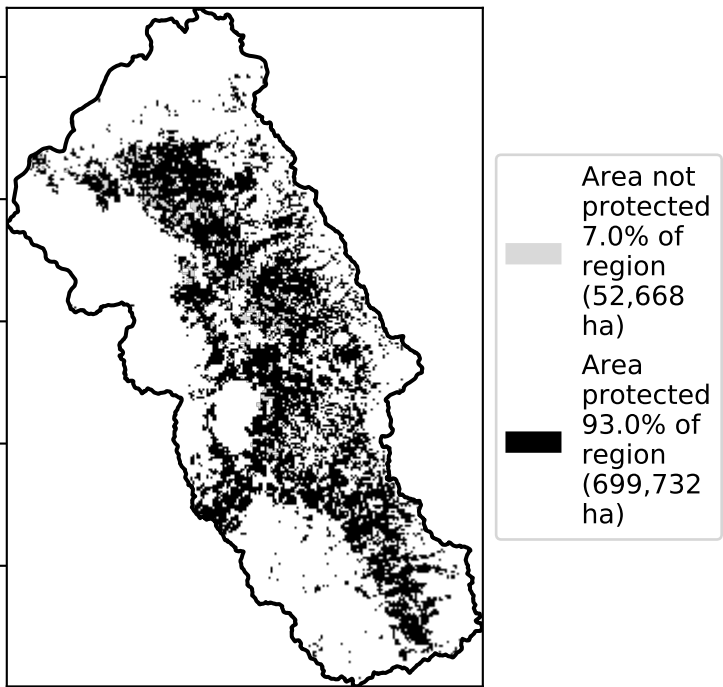 Area not
protected
7.0% of
region
(52,668
ha)
Area
protected
93.0% of
region
(699,732
ha)